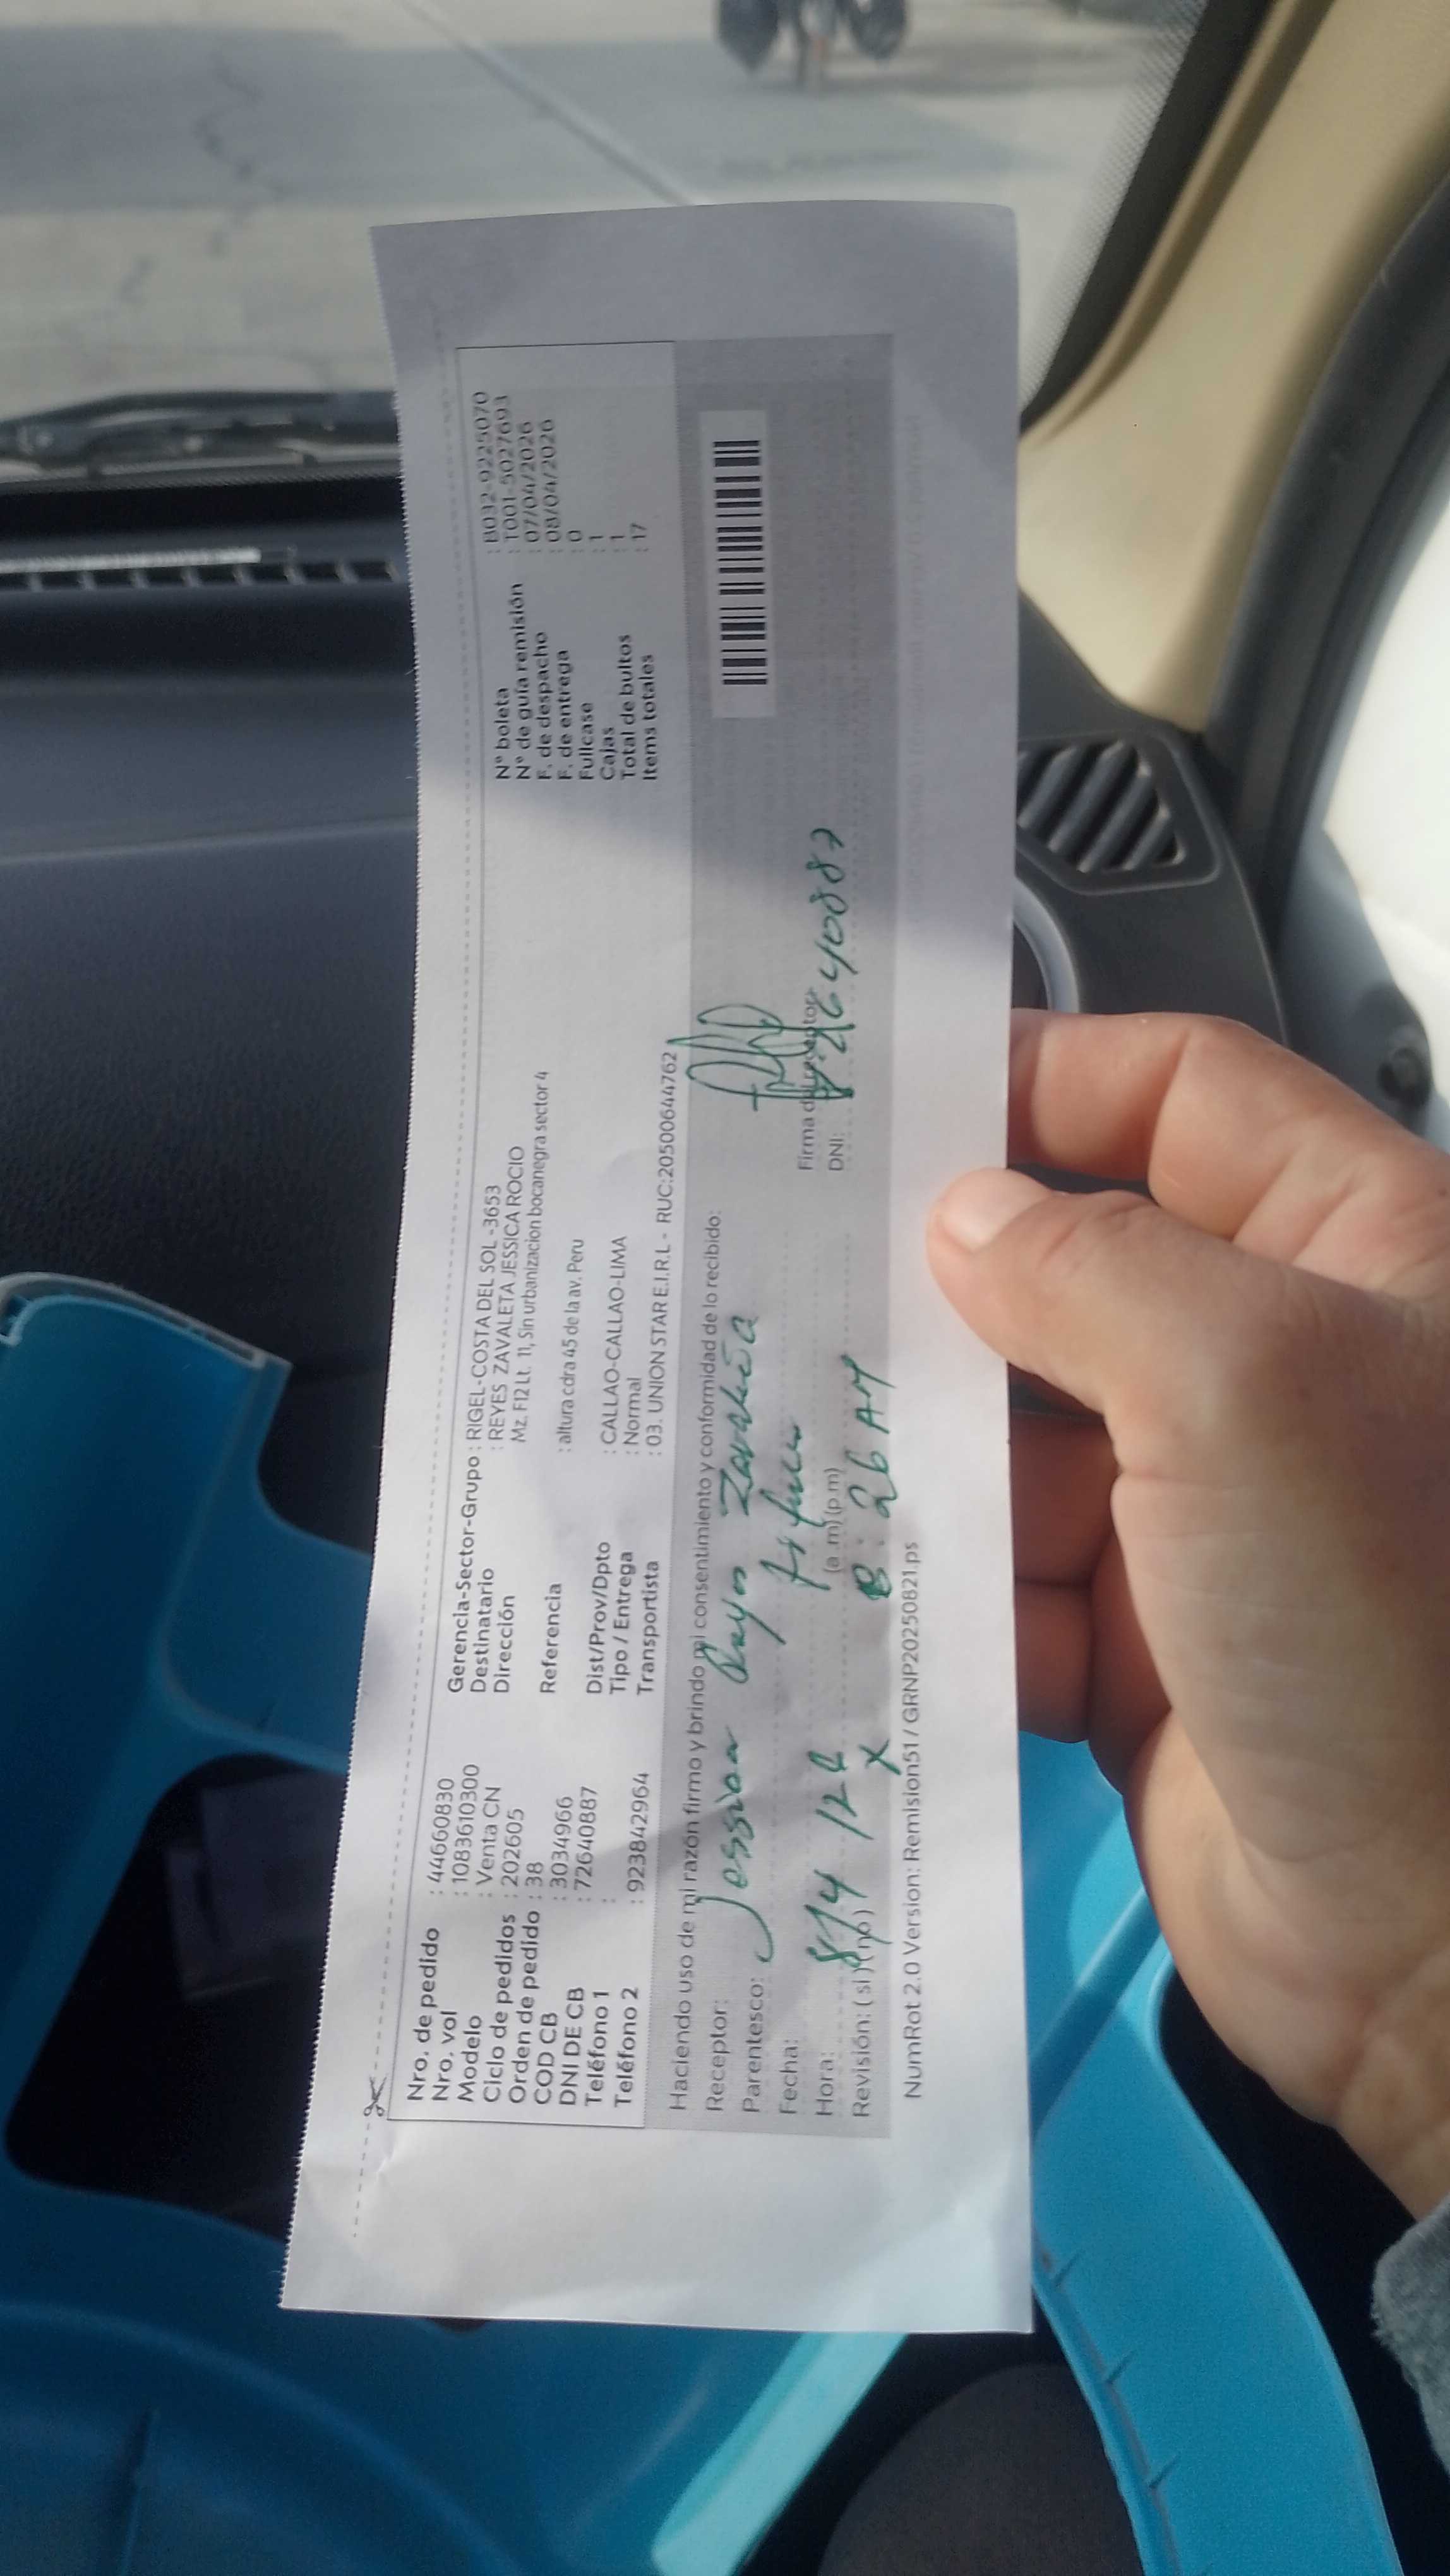 Nro. de pedido : 44660830
Nro. vol : 1083610300
Modelo : Venta CN
Ciclo de pedidos : 202605
Orden de pedido : 38
COD CB : 3034966
DNI DE CB : 72640887
Teléfono 1 :
Teléfono 2 : 923842964
Gerencia-Sector-Grupo : RIGEL-COSTA DEL SOL -3653
Destinatario : REYES ZAVALETA JESSICA ROCIO
Dirección Mz. F12 Lt. 11, Sin urbanizacion bocanegra sector 4
Referencia : altura cdra 45 de la av. Peru
Dist/Prov/Dpto : CALLAO-CALLAO-LIMA
Tipo / Entrega : Normal
Transportista : 03. UNION STAR E.I.R.L - RUC:20500644762
N° boleta : B032-9225070
N° de guía remisión : T001-5027693
F. de despacho : 07/04/2026
F. de entrega : 08/04/2026
Fullcase : 0
Cajas : 1
Total de bultos : 1
Items totales : 17
Haciendo uso de mi razón firmo y brindo mi consentimiento y conformidad de lo recibido:
Receptor: Jessica Reyes Zavaleta
Parentesco:
Fecha: 8/4/26
Hora: (a.m) (p.m) 8:26 AM
Revisión: ( si ) ( no ) X
Firma del receptor
DNI: 72640887
NumRot 2.0 Version: Remision51 / GRNP20250821.ps